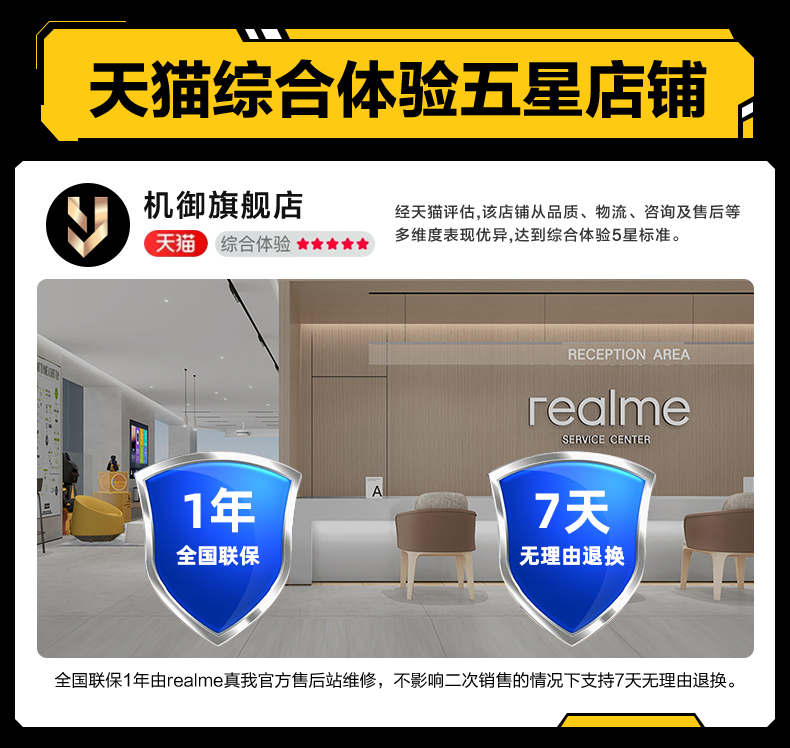 天猫综合体验五星店铺
机御旗舰店
天猫 综合体验 ★★★★★
经天猫评估,该店铺从品质、物流、咨询及售后等
多维度表现优异,达到综合体验5星标准。
RECEPTION AREA
realme
SERVICE CENTER
A
1年
全国联保
7天
无理由退换
全国联保1年由realme真我官方售后站维修，不影响二次销售的情况下支持7天无理由退换。